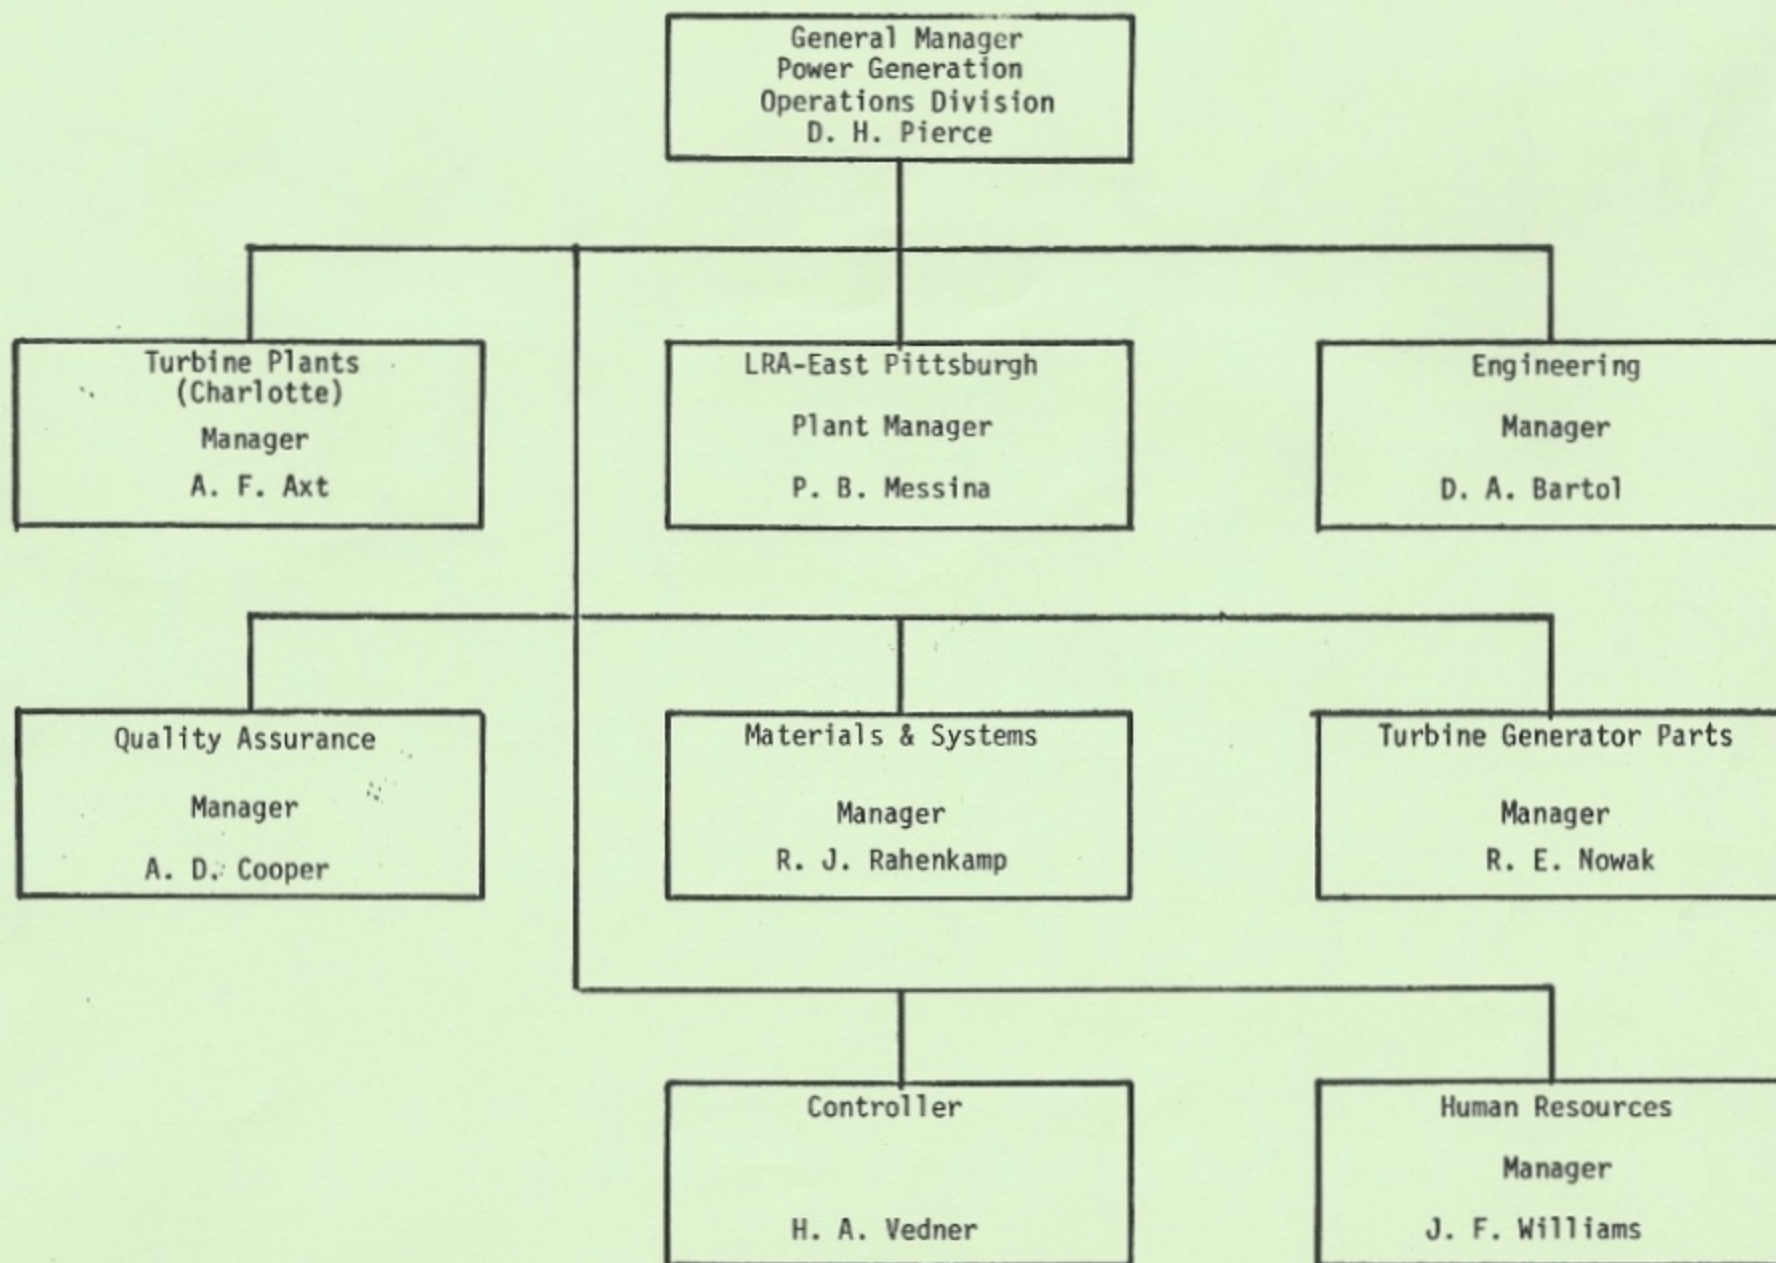 General Manager
Power Generation
Operations Division
D. H. Pierce
Turbine Plants
(Charlotte)
Manager
A. F. Axt
LRA-East Pittsburgh
Plant Manager
P. B. Messina
Engineering
Manager
D. A. Bartol
Quality Assurance
Manager
A. D. Cooper
Materials & Systems
Manager
R. J. Rahenkamp
Turbine Generator Parts
Manager
R. E. Nowak
Controller
H. A. Vedner
Human Resources
Manager
J. F. Williams